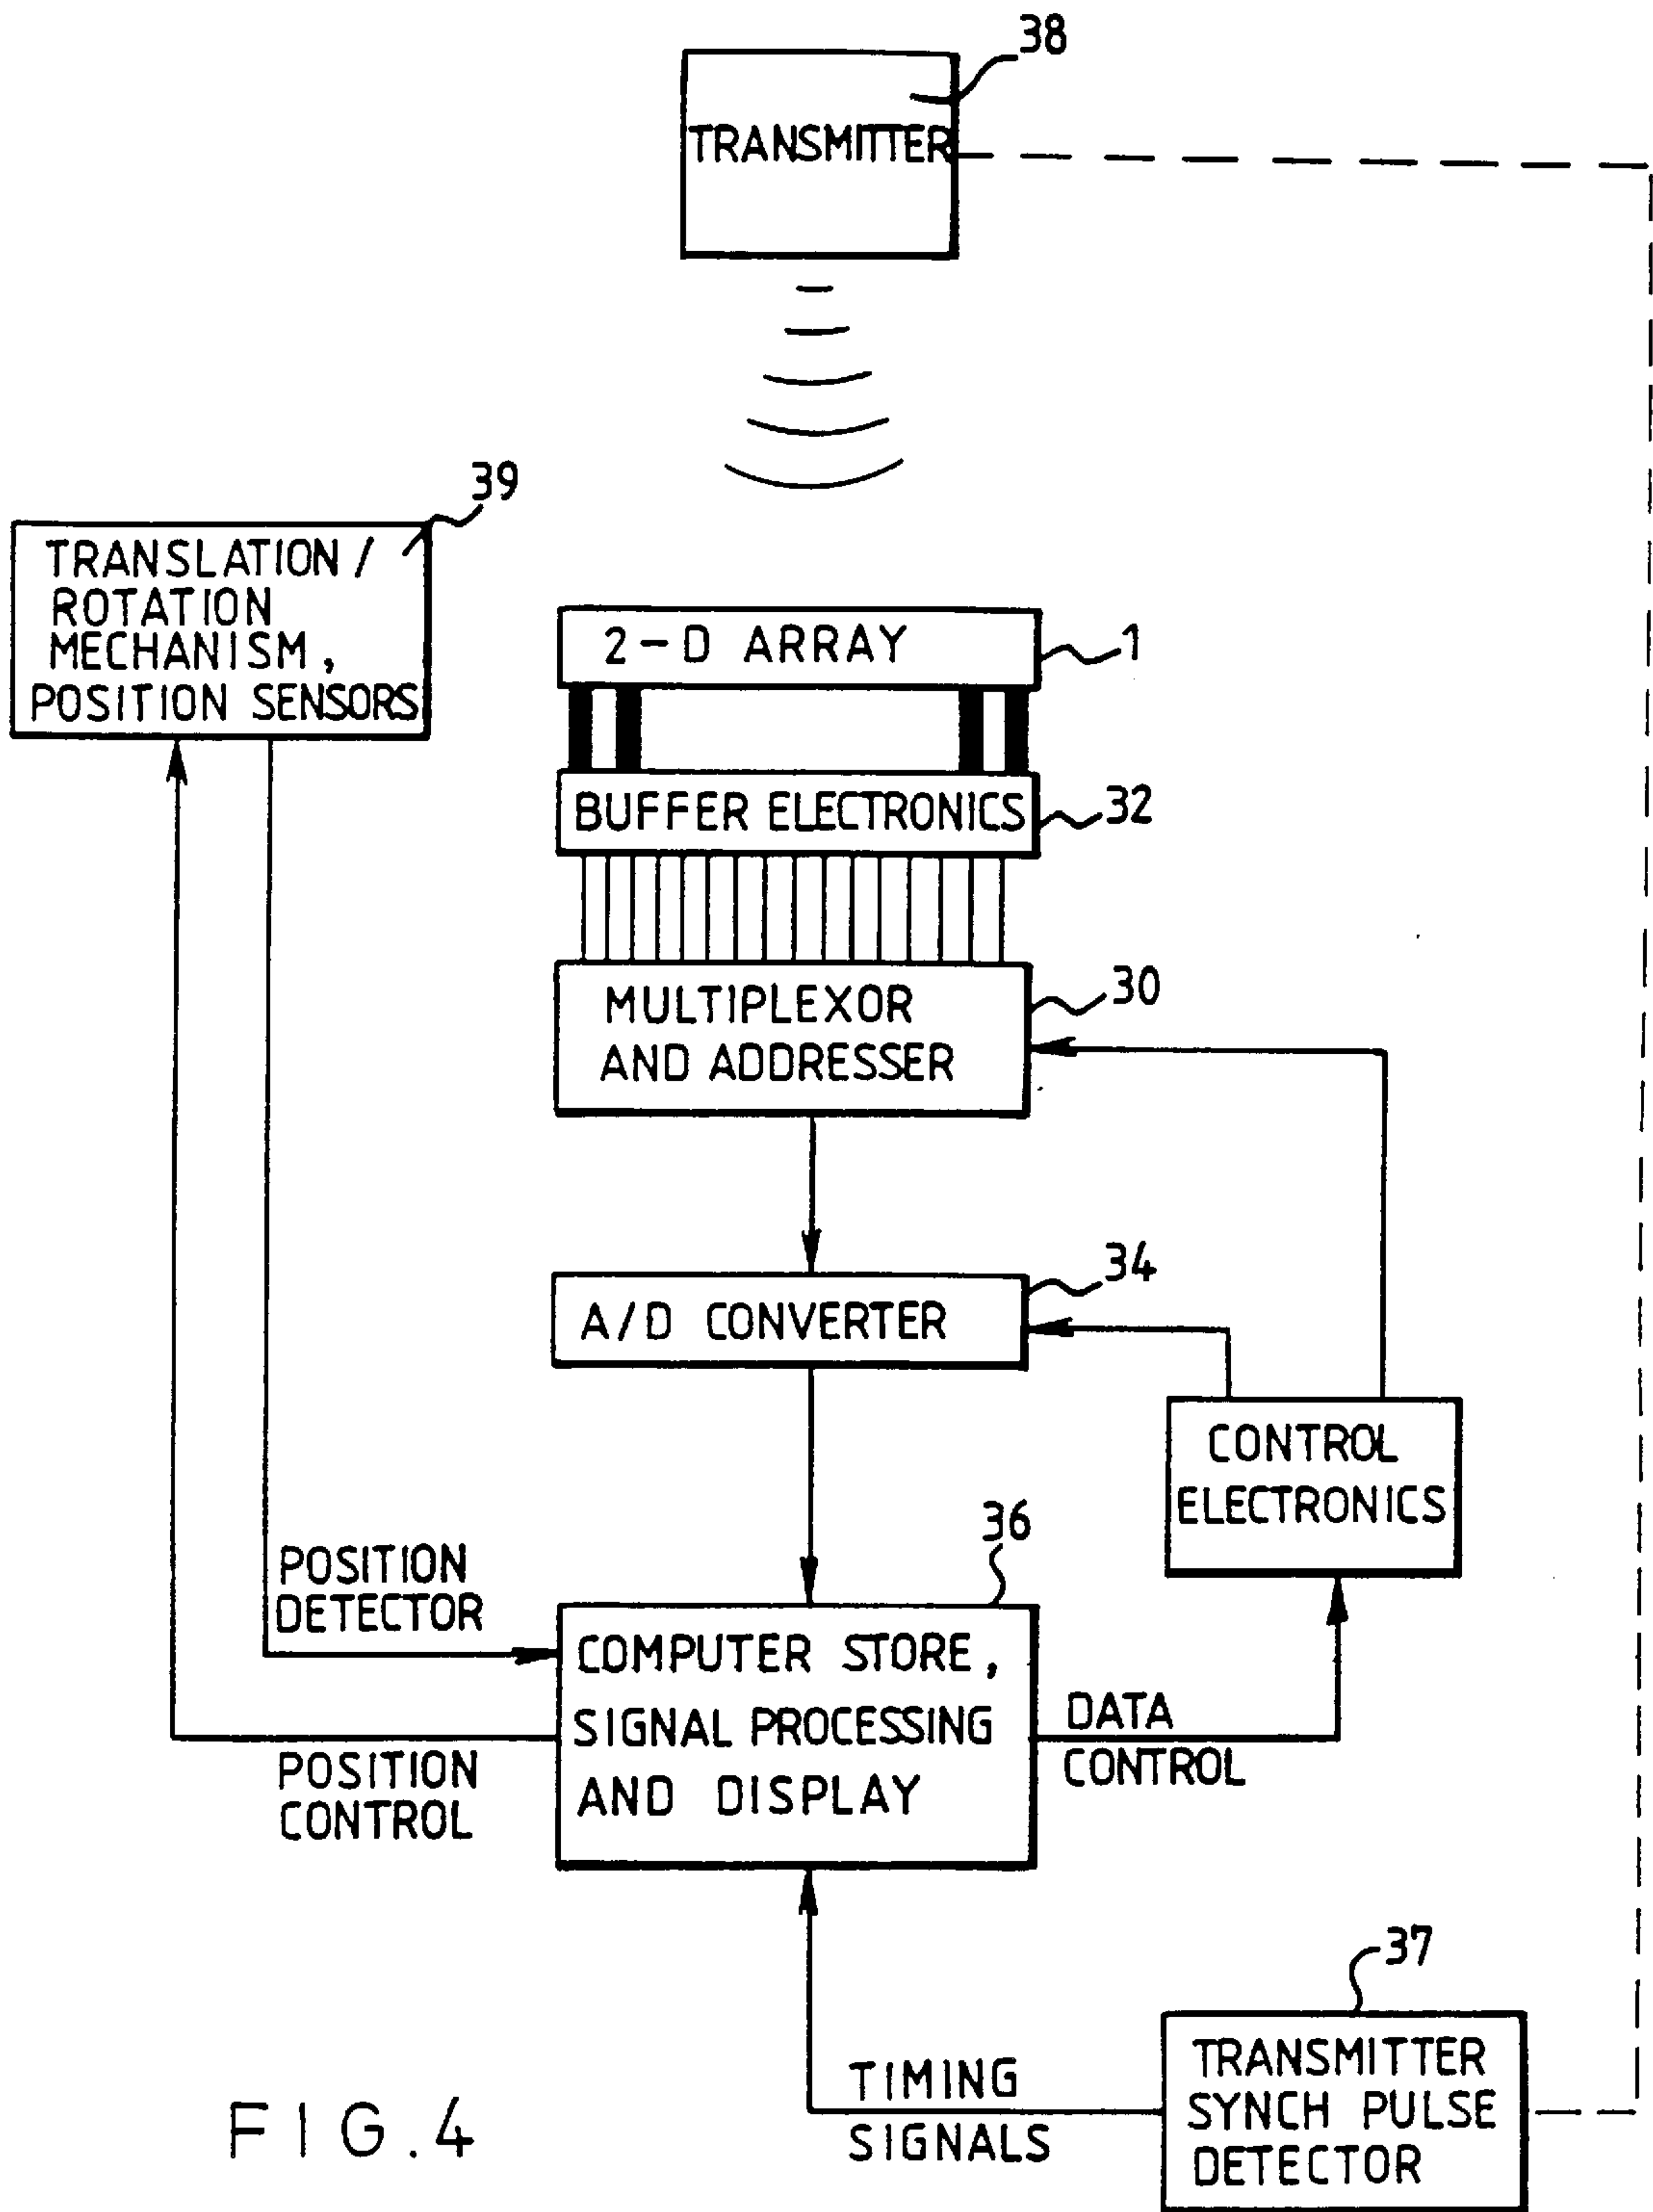 38
TRANSMITTER
39
TRANSLATION /
ROTATION
MECHANISM ,
POSITION SENSORS
2-D ARRAY
1
BUFFER ELECTRONICS
32
MULTIPLEXOR
AND ADDRESSER
30
A/D CONVERTER
34
CONTROL
ELECTRONICS
36
POSITION
DETECTOR
COMPUTER STORE ,
SIGNAL PROCESSING
AND DISPLAY
DATA
CONTROL
POSITION
CONTROL
37
TRANSMITTER
SYNCH PULSE
DETECTOR
TIMING
SIGNALS
FIG.4